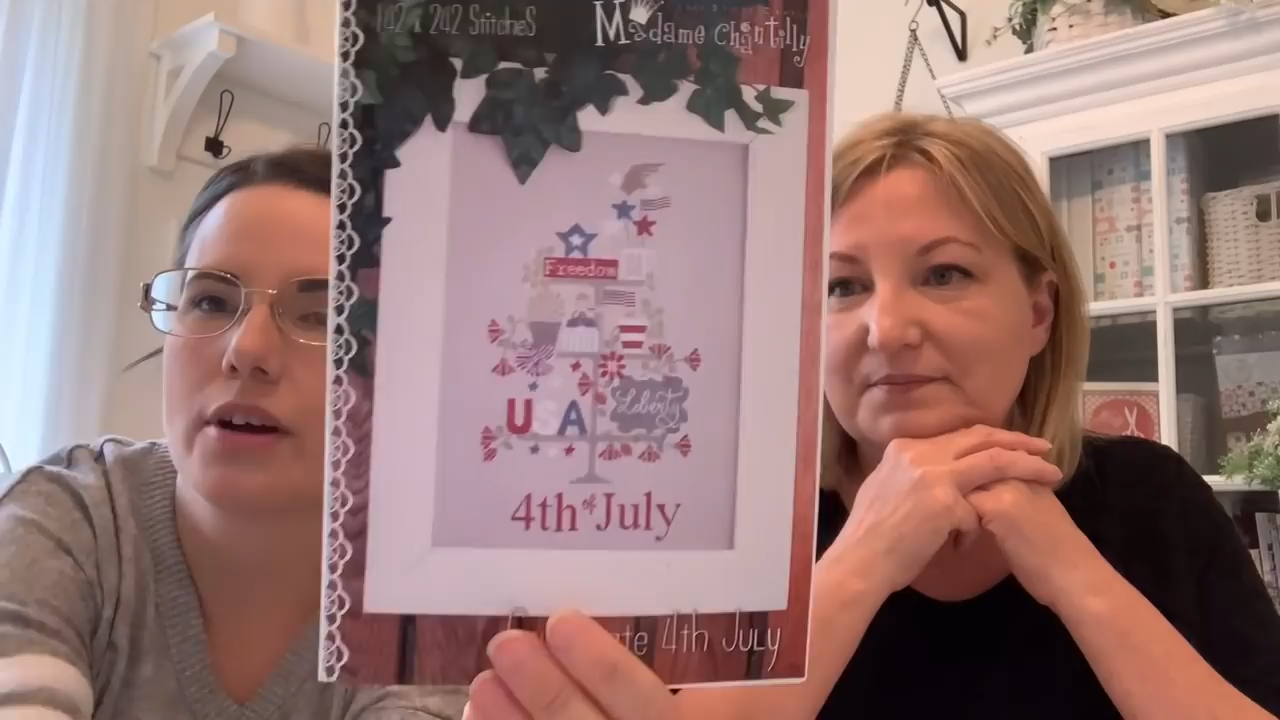 142 x 242 Stitches
Madame Chantilly
Freedom
USA
Liberty
4th of July
4th July